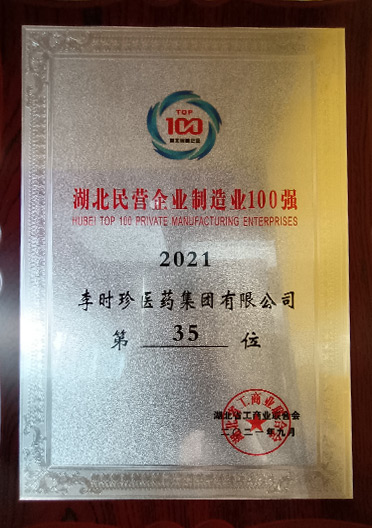 TOP
100
湖北民营企业制造业100强
HUBEI TOP 100 PRIVATE MANUFACTURING ENTERPRISES
2021
李时珍医药集团有限公司
第 35 位
湖北省工商业联合会
二〇二一年九月